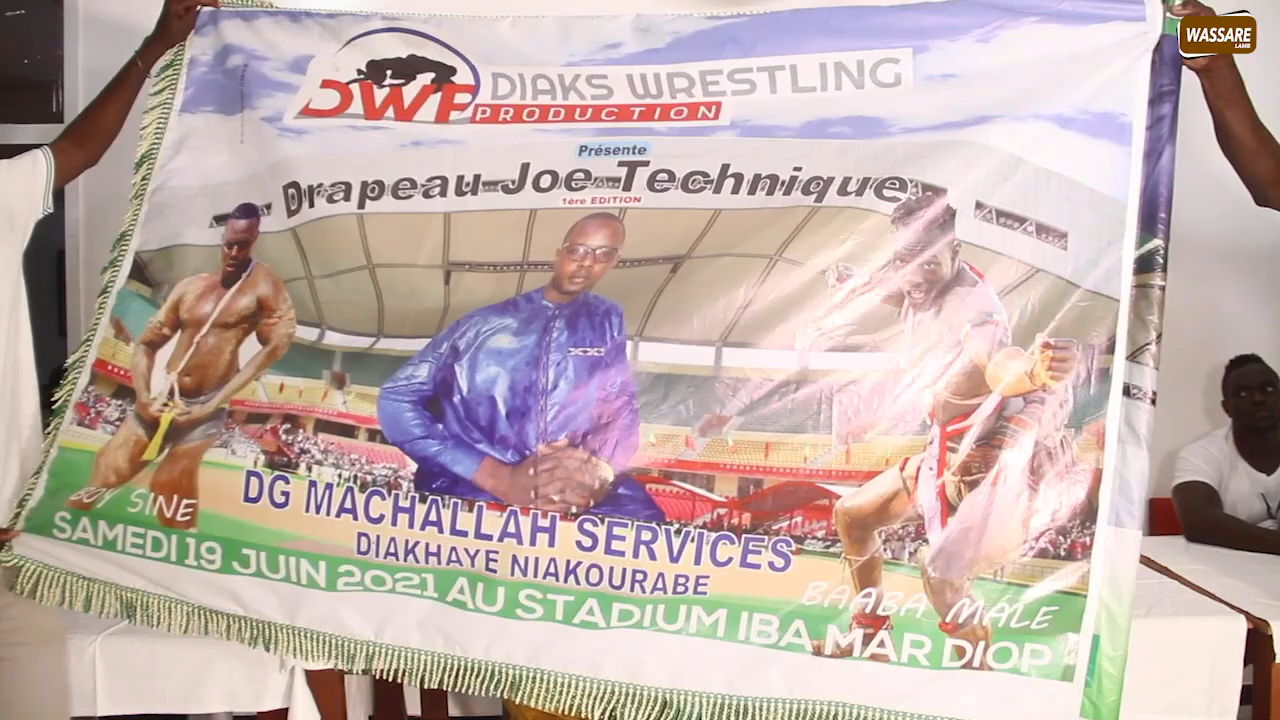 WASSARE
LAMB
DWP DIAKS WRESTLING
PRODUCTION
Présente
Drapeau Joe Technique
1ère EDITION
BOY SINE
DG MACHALLAH SERVICES
DIAKHAYE NIAKOURABE
BAABA MALE
SAMEDI 19 JUIN 2021 AU STADIUM IBA MAR DIOP